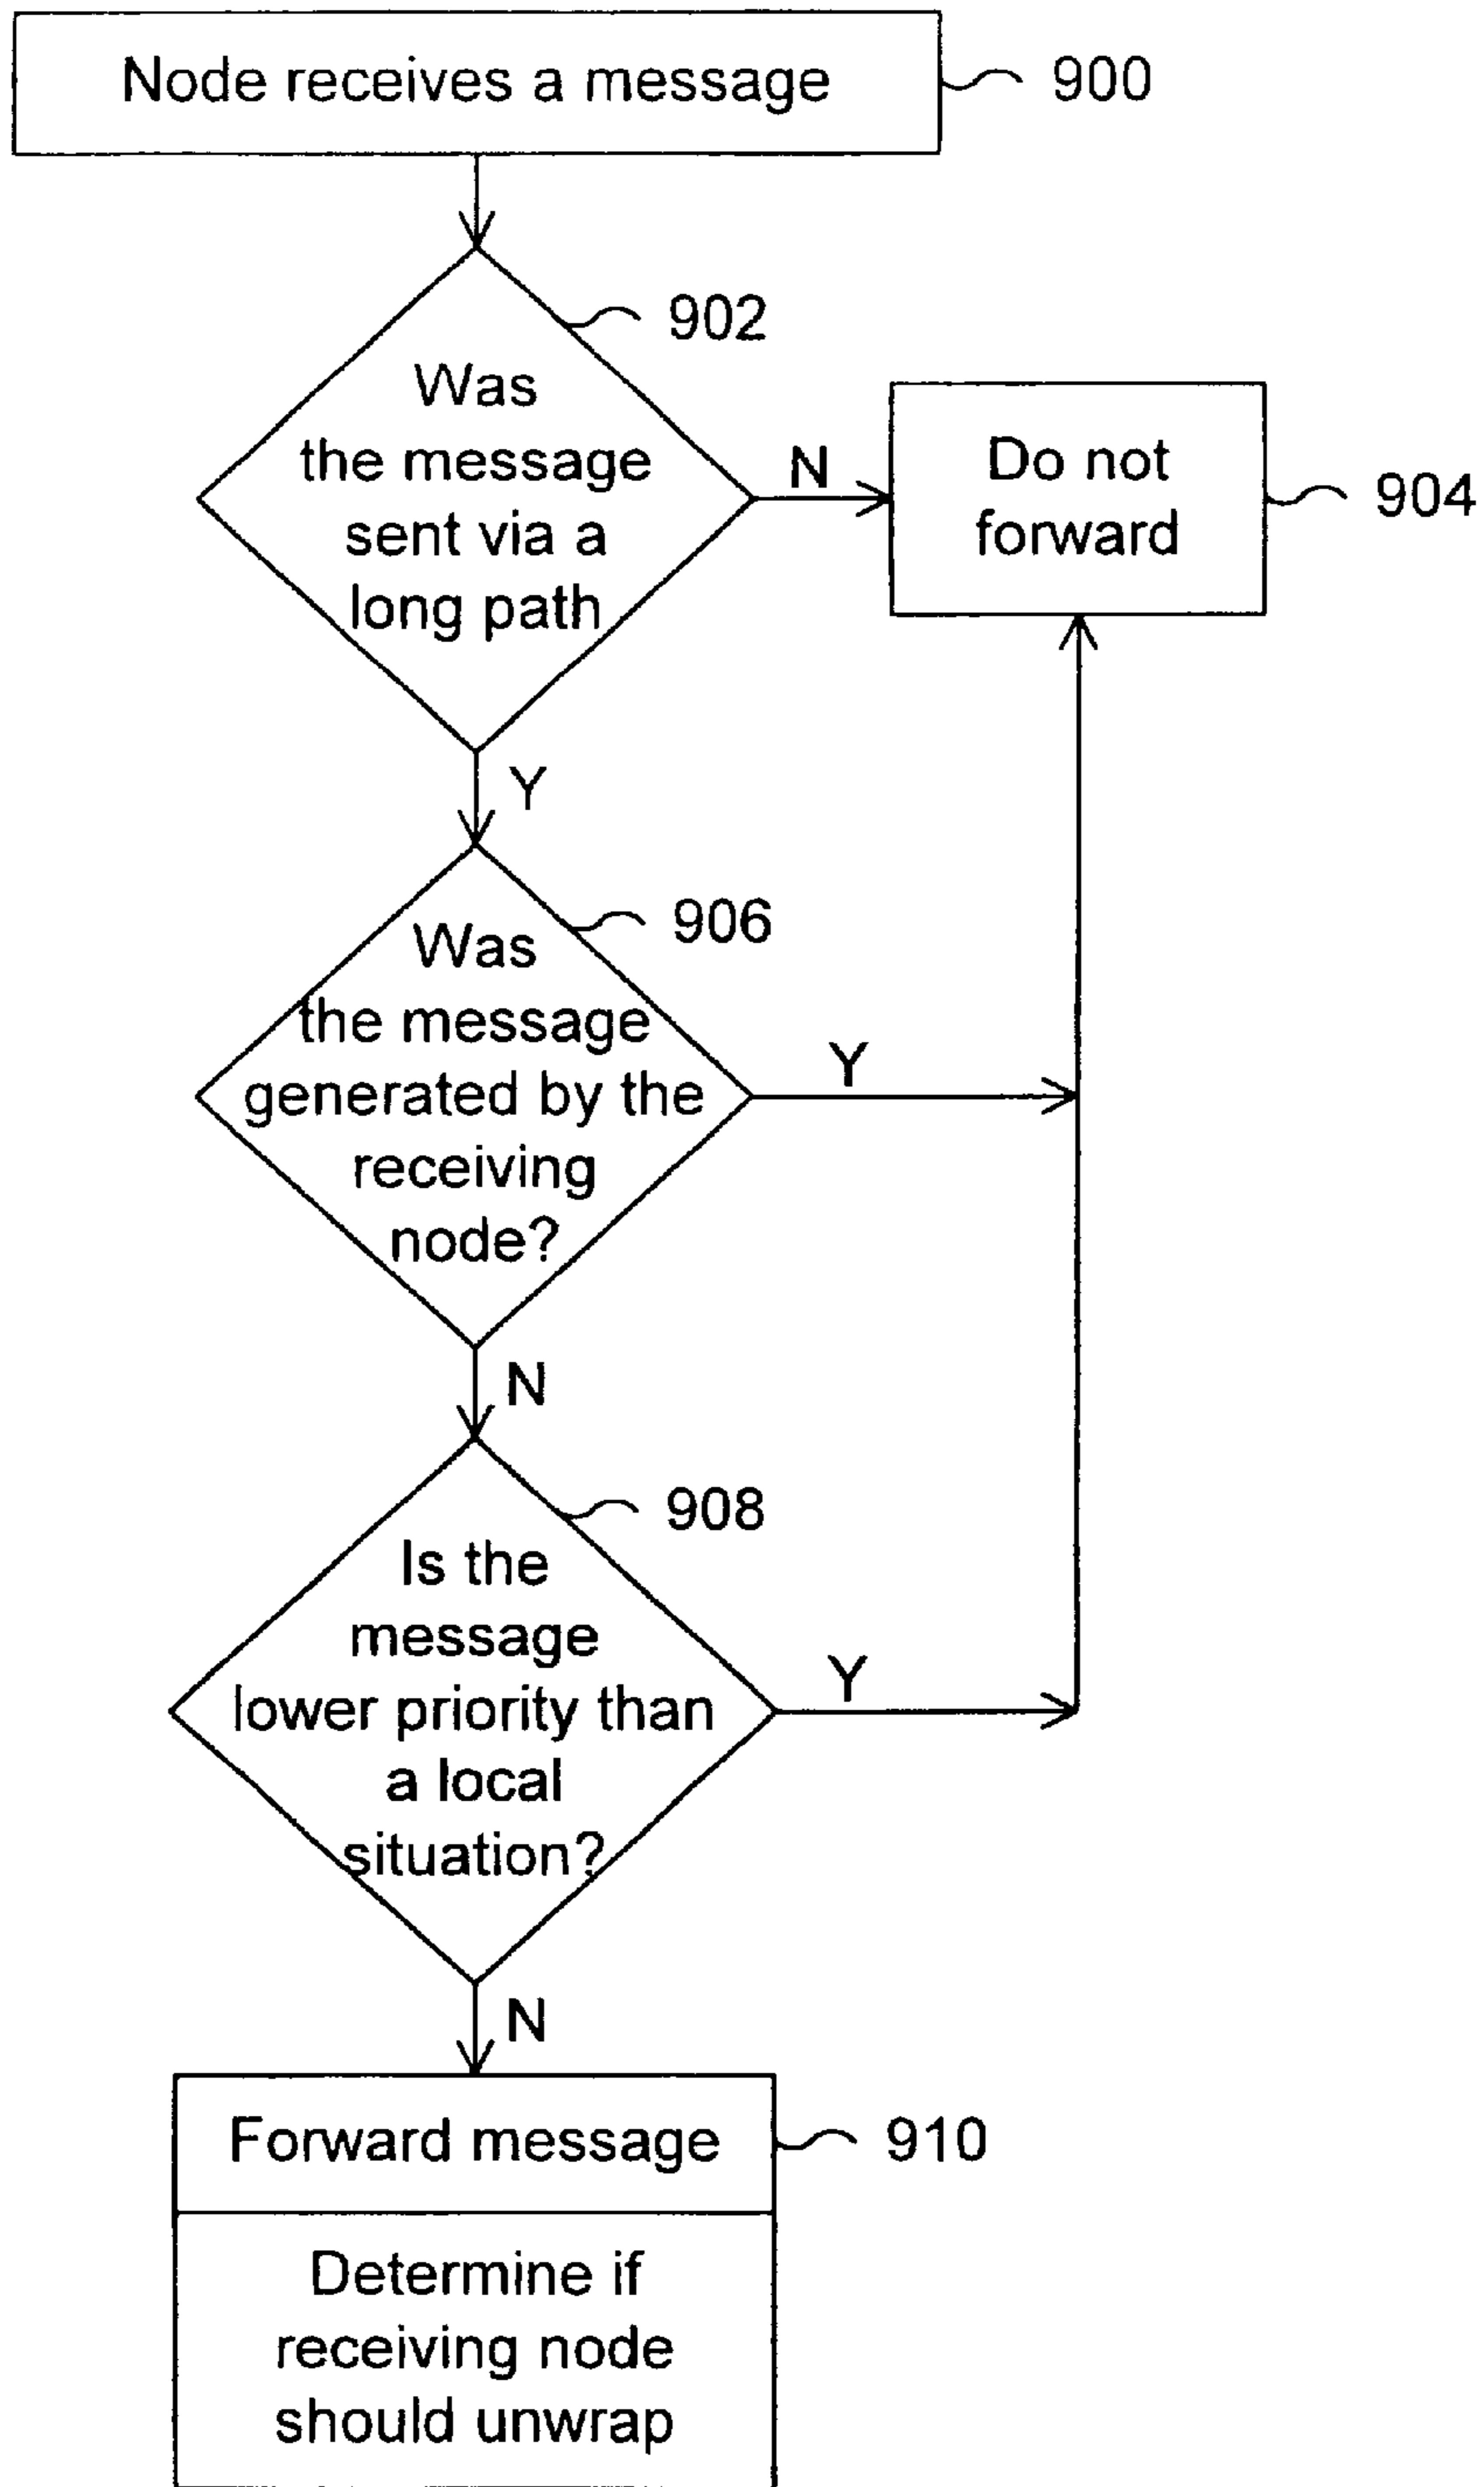 Node receives a message
900
902
Was
the message
sent via a
long path
N
Do not
forward
904
Y
906
Was
the message
generated by the
receiving
node?
Y
N
908
Is the
message
lower priority than
a local
situation?
Y
N
Forward message
910
Determine if
receiving node
should unwrap